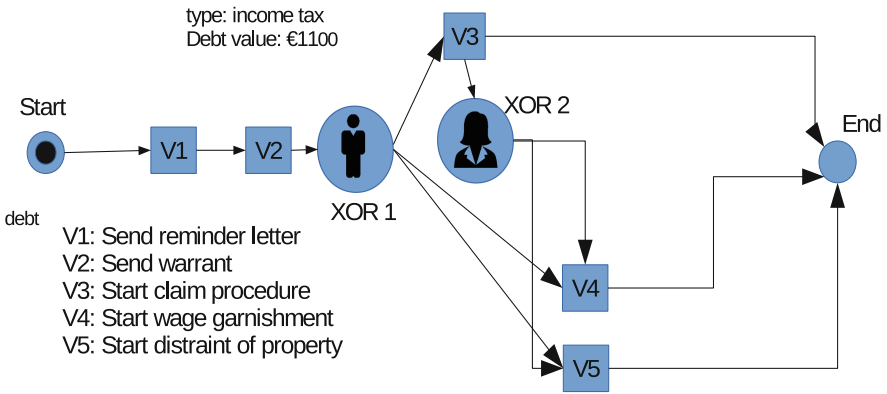 type: income tax
Debt value: €1100
V3
Start
XOR 2
End
V1
V2
XOR 1
debt
V1: Send reminder letter
V2: Send warrant
V3: Start claim procedure
V4: Start wage garnishment
V5: Start distraint of property
V4
V5